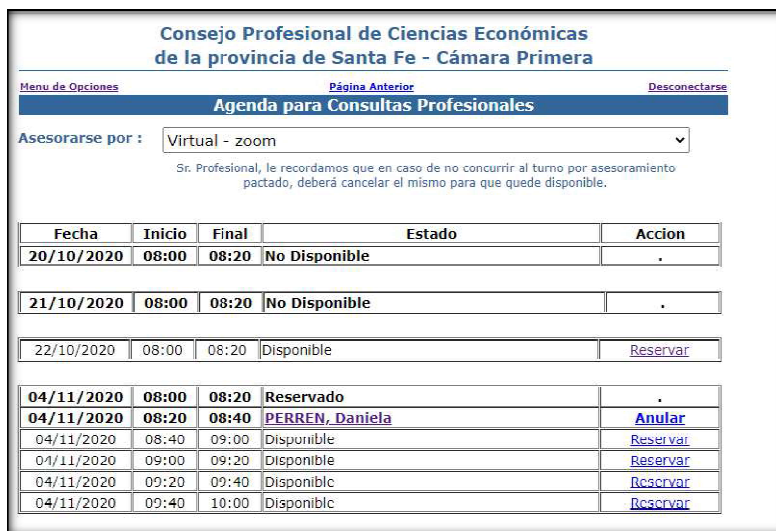 Consejo Profesional de Ciencias Económicas
de la provincia de Santa Fe - Cámara Primera
Menu de Opciones Página Anterior Desconectarse
Agenda para Consultas Profesionales
Asesorarse por : Virtual - zoom
Sr. Profesional, le recordamos que en caso de no concurrir al turno por asesoramiento
pactado, deberá cancelar el mismo para que quede disponible.
Fecha Inicio Final Estado Accion
20/10/2020 08:00 08:20 No Disponible .
21/10/2020 08:00 08:20 No Disponible .
22/10/2020 08:00 08:20 Disponible Reservar
04/11/2020 08:00 08:20 Reservado .
04/11/2020 08:20 08:40 PERREN, Daniela Anular
04/11/2020 08:40 09:00 Disponible Reservar
04/11/2020 09:00 09:20 Disponible Reservar
04/11/2020 09:20 09:40 Disponible Reservar
04/11/2020 09:40 10:00 Disponible Reservar